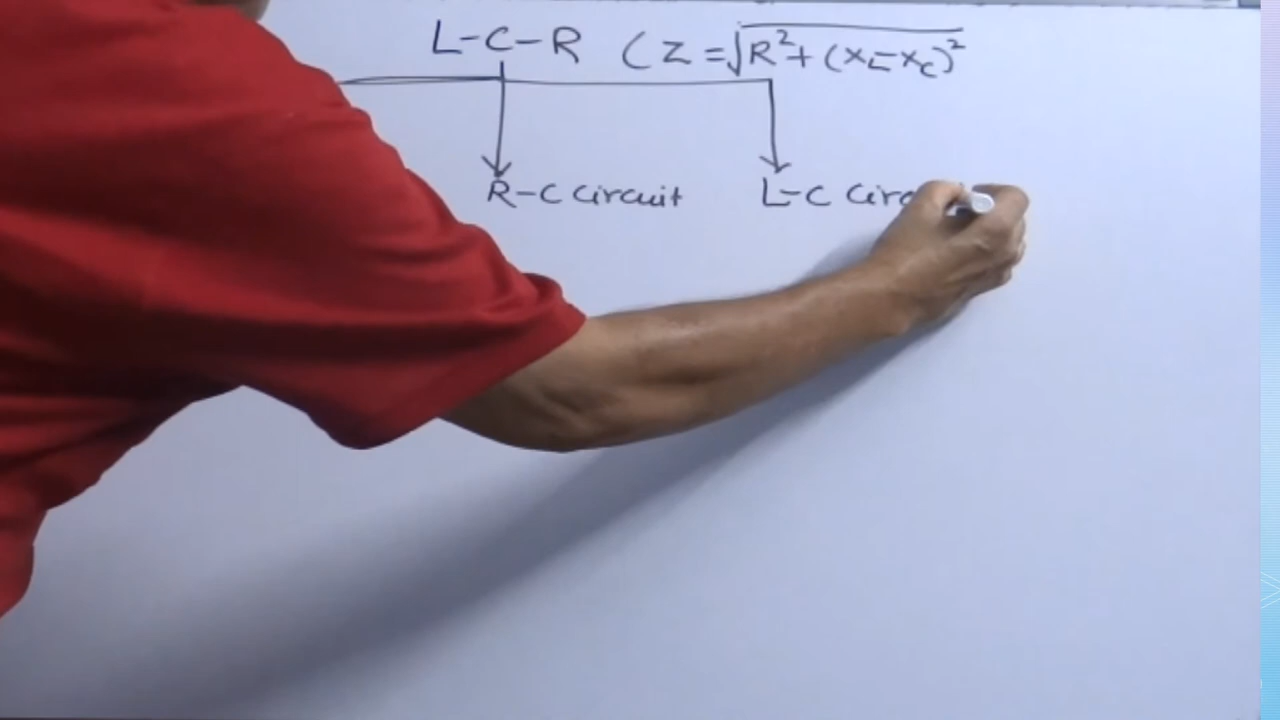 L-C-R (Z=√R²+(X_L-X_C)²
R-C Circuit L-C